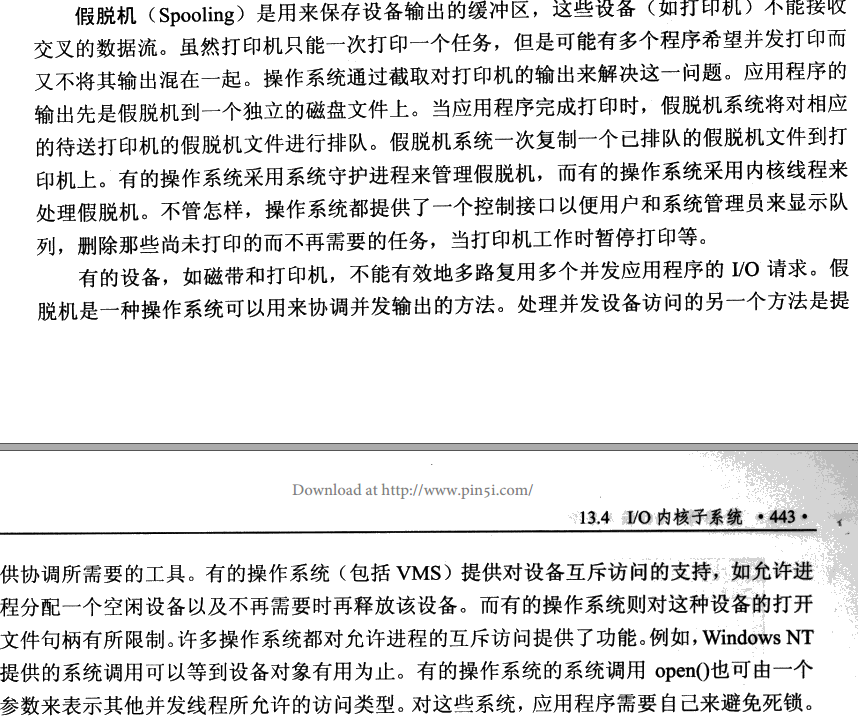 假脱机（Spooling）是用来保存设备输出的缓冲区，这些设备（如打印机）不能接收
交叉的数据流。虽然打印机只能一次打印一个任务，但是可能有多个程序希望并发打印而
又不将其输出混在一起。操作系统通过截取对打印机的输出来解决这一问题。应用程序的
输出先是假脱机到一个独立的磁盘文件上。当应用程序完成打印时，假脱机系统将对相应
的待送打印机的假脱机文件进行排队。假脱机系统一次复制一个已排队的假脱机文件到打
印机上。有的操作系统采用系统守护进程来管理假脱机，而有的操作系统采用内核线程来
处理假脱机。不管怎样，操作系统都提供了一个控制接口以便用户和系统管理员来显示队
列，删除那些尚未打印的而不再需要的任务，当打印机工作时暂停打印等。
有的设备，如磁带和打印机，不能有效地多路复用多个并发应用程序的 I/O 请求。假
脱机是一种操作系统可以用来协调并发输出的方法。处理并发设备访问的另一个方法是提
Download at http://www.pin5i.com/
13.4 I/O 内核子系统 ·443·
供协调所需要的工具。有的操作系统（包括 VMS）提供对设备互斥访问的支持，如允许进
程分配一个空闲设备以及不再需要时再释放该设备。而有的操作系统则对这种设备的打开
文件句柄有所限制。许多操作系统都对允许进程的互斥访问提供了功能。例如，Windows NT
提供的系统调用可以等到设备对象有用为止。有的操作系统的系统调用 open()也可由一个
参数来表示其他并发线程所允许的访问类型。对这些系统，应用程序需要自己来避免死锁。